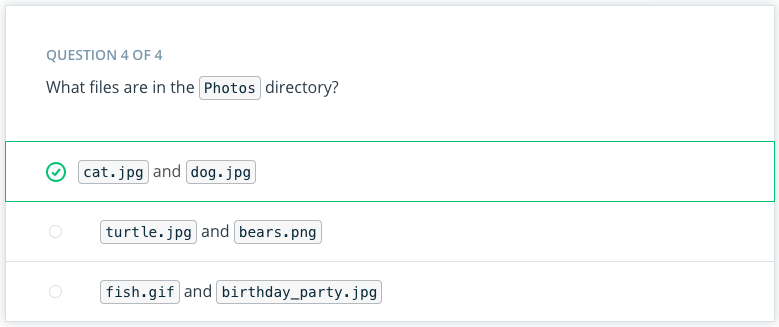 QUESTION 4 OF 4
What files are in the Photos directory?
cat.jpg and dog.jpg
turtle.jpg and bears.png
fish.gif and birthday_party.jpg